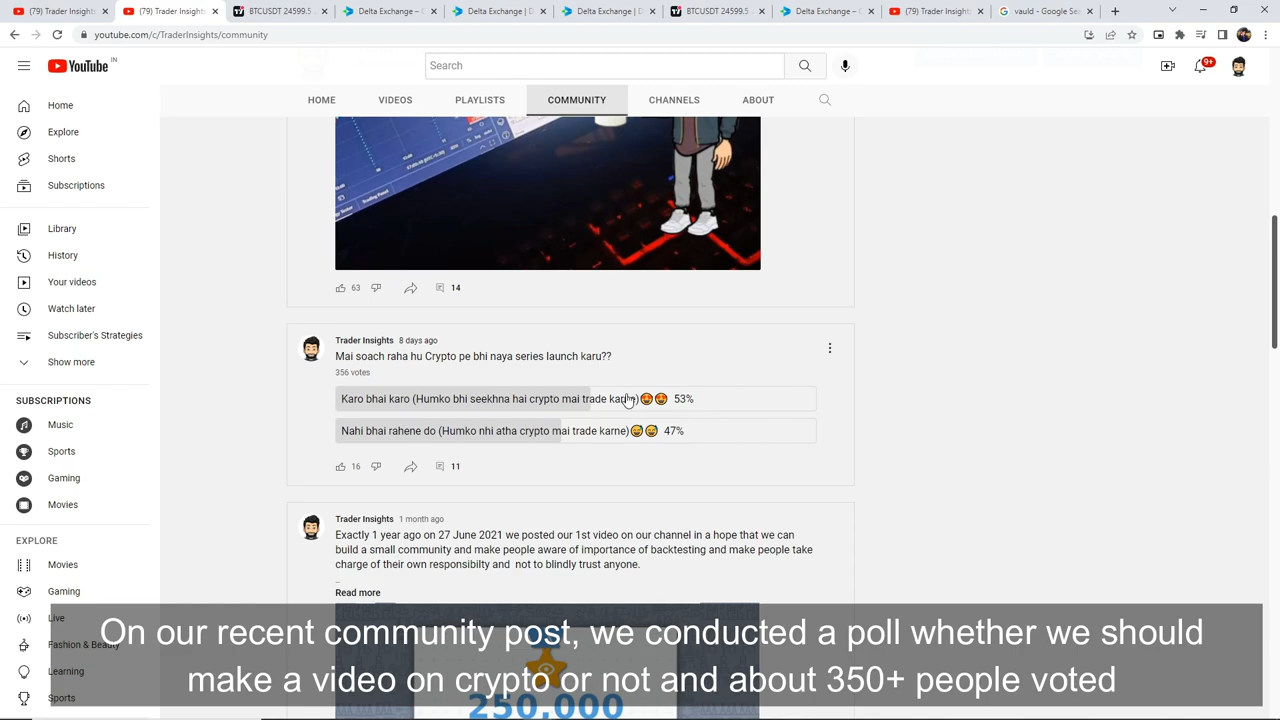 (79) Trader Insights
(79) Trader Insights
BTCUSDT 24599.5
Delta Exchange –
Delta Exchange | D
Delta Exchange | D
BTCUSDT 24599.5
Delta Exchange –
(79) Trader Insights
vauld - Google Sea
youtube.com/c/TraderInsights/community
YouTube IN
Search
9+
HOME
VIDEOS
PLAYLISTS
COMMUNITY
CHANNELS
ABOUT
Home
Explore
Shorts
Subscriptions
Library
History
Your videos
Watch later
Subscriber's Strategies
Show more
SUBSCRIPTIONS
Music
Sports
Gaming
Movies
EXPLORE
Movies
Gaming
Live
Fashion & Beauty
Learning
Sports
63
14
Trader Insights 8 days ago
Mai soach raha hu Crypto pe bhi naya series launch karu??
356 votes
Karo bhai karo (Humko bhi seekhna hai crypto mai trade karne)😍😍 53%
Nahi bhai rahene do (Humko nhi atha crypto mai trade karne)😅😅 47%
16
11
Trader Insights 1 month ago
Exactly 1 year ago on 27 June 2021 we posted our 1st video on our channel in a hope that we can
build a small community and make people aware of importance of backtesting and make people take
charge of their own responsibilty and not to blindly trust anyone.
..
Read more
250,000
On our recent community post, we conducted a poll whether we should
make a video on crypto or not and about 350+ people voted